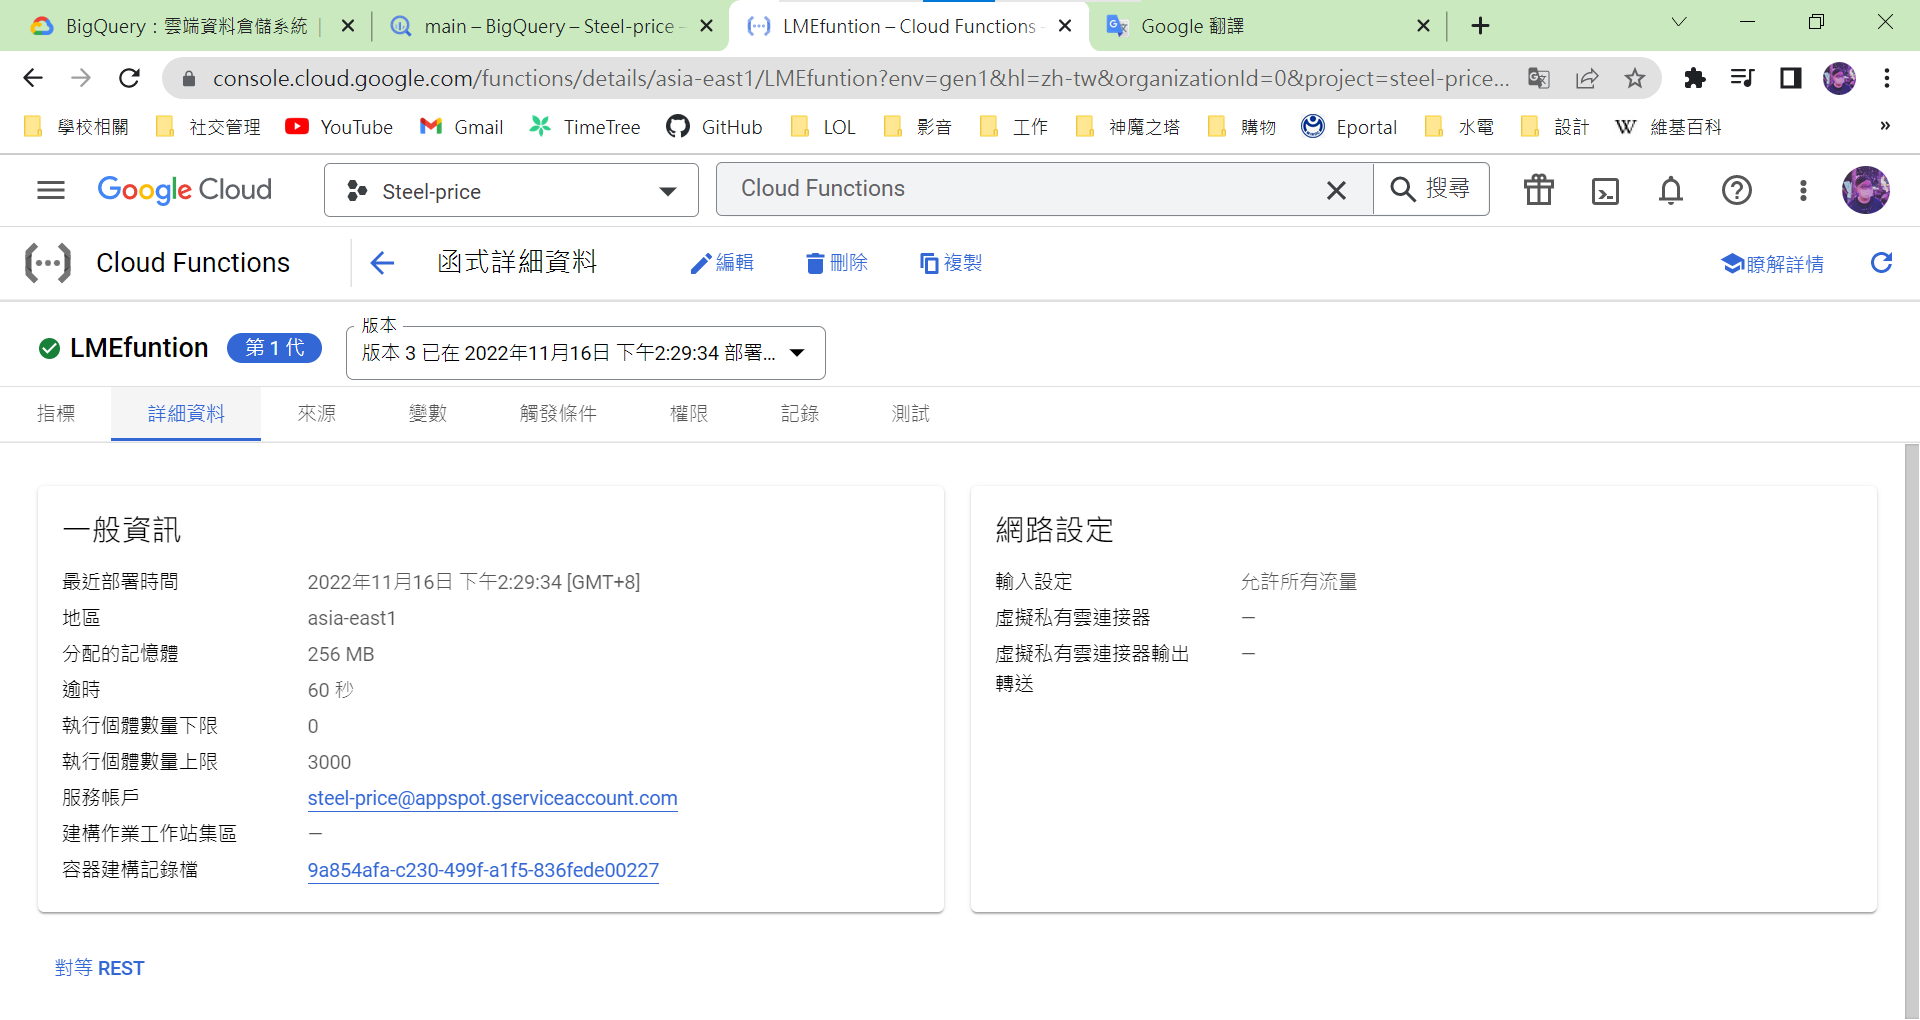 BigQuery：雲端資料倉儲系統
main – BigQuery – Steel-price -
LMEfuntion – Cloud Functions -
Google 翻譯
console.cloud.google.com/functions/details/asia-east1/LMEfuntion?env=gen1&hl=zh-tw&organizationId=0&project=steel-price...
學校相關
社交管理
YouTube
Gmail
TimeTree
GitHub
LOL
影音
工作
神魔之塔
購物
Eportal
水電
設計
W 維基百科
»
Google Cloud
Steel-price
Cloud Functions
搜尋
Cloud Functions
函式詳細資料
編輯
刪除
複製
瞭解詳情
LMEfuntion
第 1 代
版本
版本 3 已在 2022年11月16日 下午2:29:34 部署...
指標
詳細資料
來源
變數
觸發條件
權限
記錄
測試
一般資訊
最近部署時間 2022年11月16日 下午2:29:34 [GMT+8]
地區 asia-east1
分配的記憶體 256 MB
逾時 60 秒
執行個體數量下限 0
執行個體數量上限 3000
服務帳戶 steel-price@appspot.gserviceaccount.com
建構作業工作站集區 —
容器建構記錄檔 9a854afa-c230-499f-a1f5-836fede00227
網路設定
輸入設定 允許所有流量
虛擬私有雲連接器 —
虛擬私有雲連接器輸出 —
轉送
對等 REST